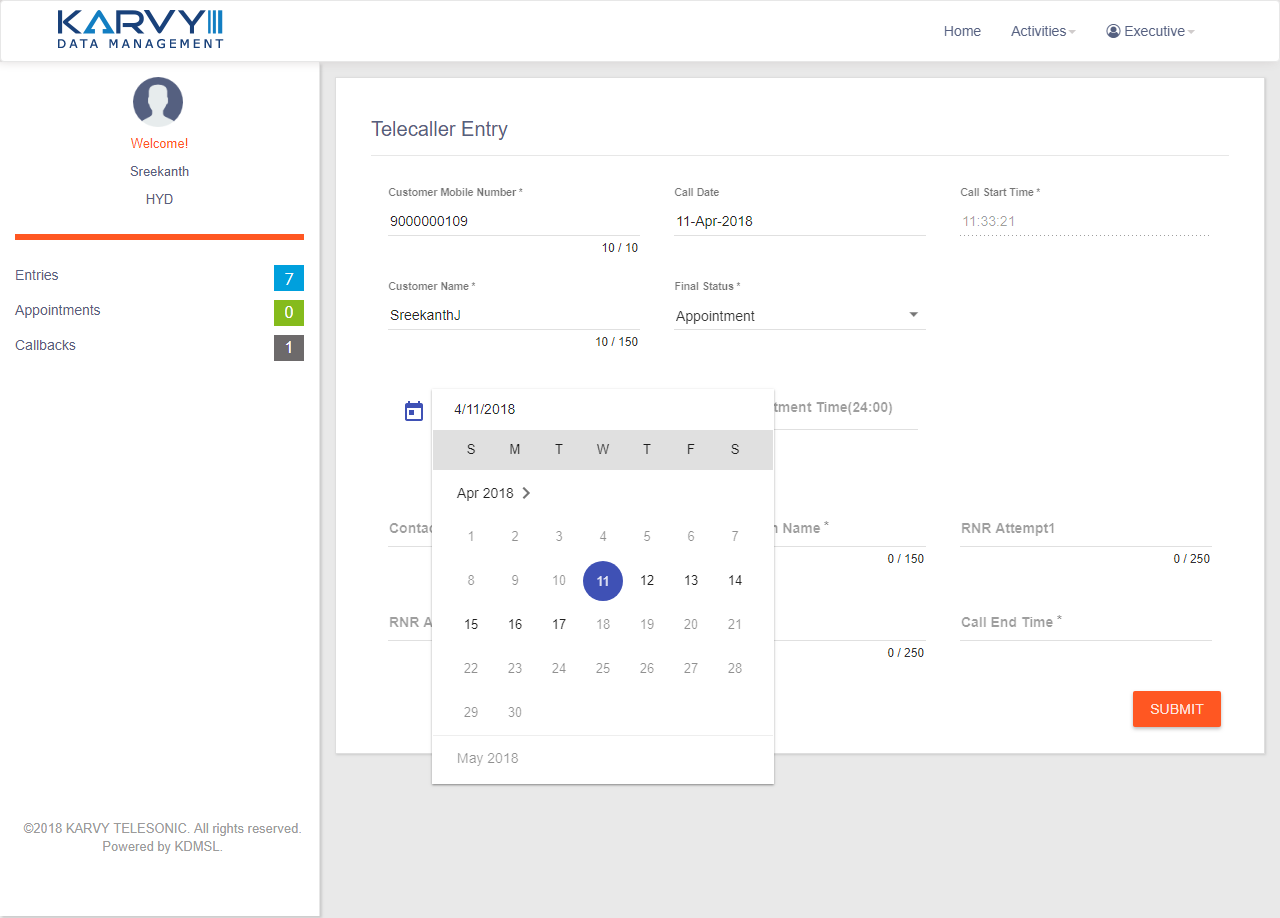 KARVY
DATA MANAGEMENT
Home
Activities
Executive
Welcome!
Sreekanth
HYD
Entries 7
Appointments 0
Callbacks 1
©2018 KARVY TELESONIC. All rights reserved.
Powered by KDMSL.
Telecaller Entry
Customer Mobile Number *
9000000109
10 / 10
Call Date
11-Apr-2018
Call Start Time *
11:33:21
Customer Name *
SreekanthJ
10 / 150
Final Status *
Appointment
4/11/2018
tment Time(24:00)
S M T W T F S
Apr 2018
1 2 3 4 5 6 7
8 9 10 11 12 13 14
15 16 17 18 19 20 21
22 23 24 25 26 27 28
29 30
May 2018
Conta
n Name *
0 / 150
RNR Attempt1
0 / 250
RNR A
0 / 250
Call End Time *
SUBMIT